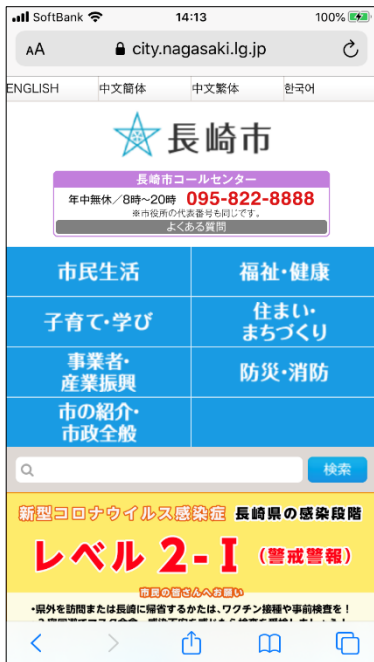 SoftBank 14:13 100%
AA city.nagasaki.lg.jp
ENGLISH 中文簡体 中文繁体 한국어
長崎市
長崎市コールセンター
年中無休／8時~20時 095-822-8888
※市役所の代表番号も同じです。
よくある質問
市民生活 福祉・健康
子育て・学び 住まい・
まちづくり
事業者・
産業振興 防災・消防
市の紹介・
市政全般
検索
新型コロナウイルス感染症 長崎県の感染段階
レベル 2-Ⅰ (警戒警報)
市民の皆さんへお願い
・県外を訪問または長崎に帰省するかたは、ワクチン接種や事前検査を！